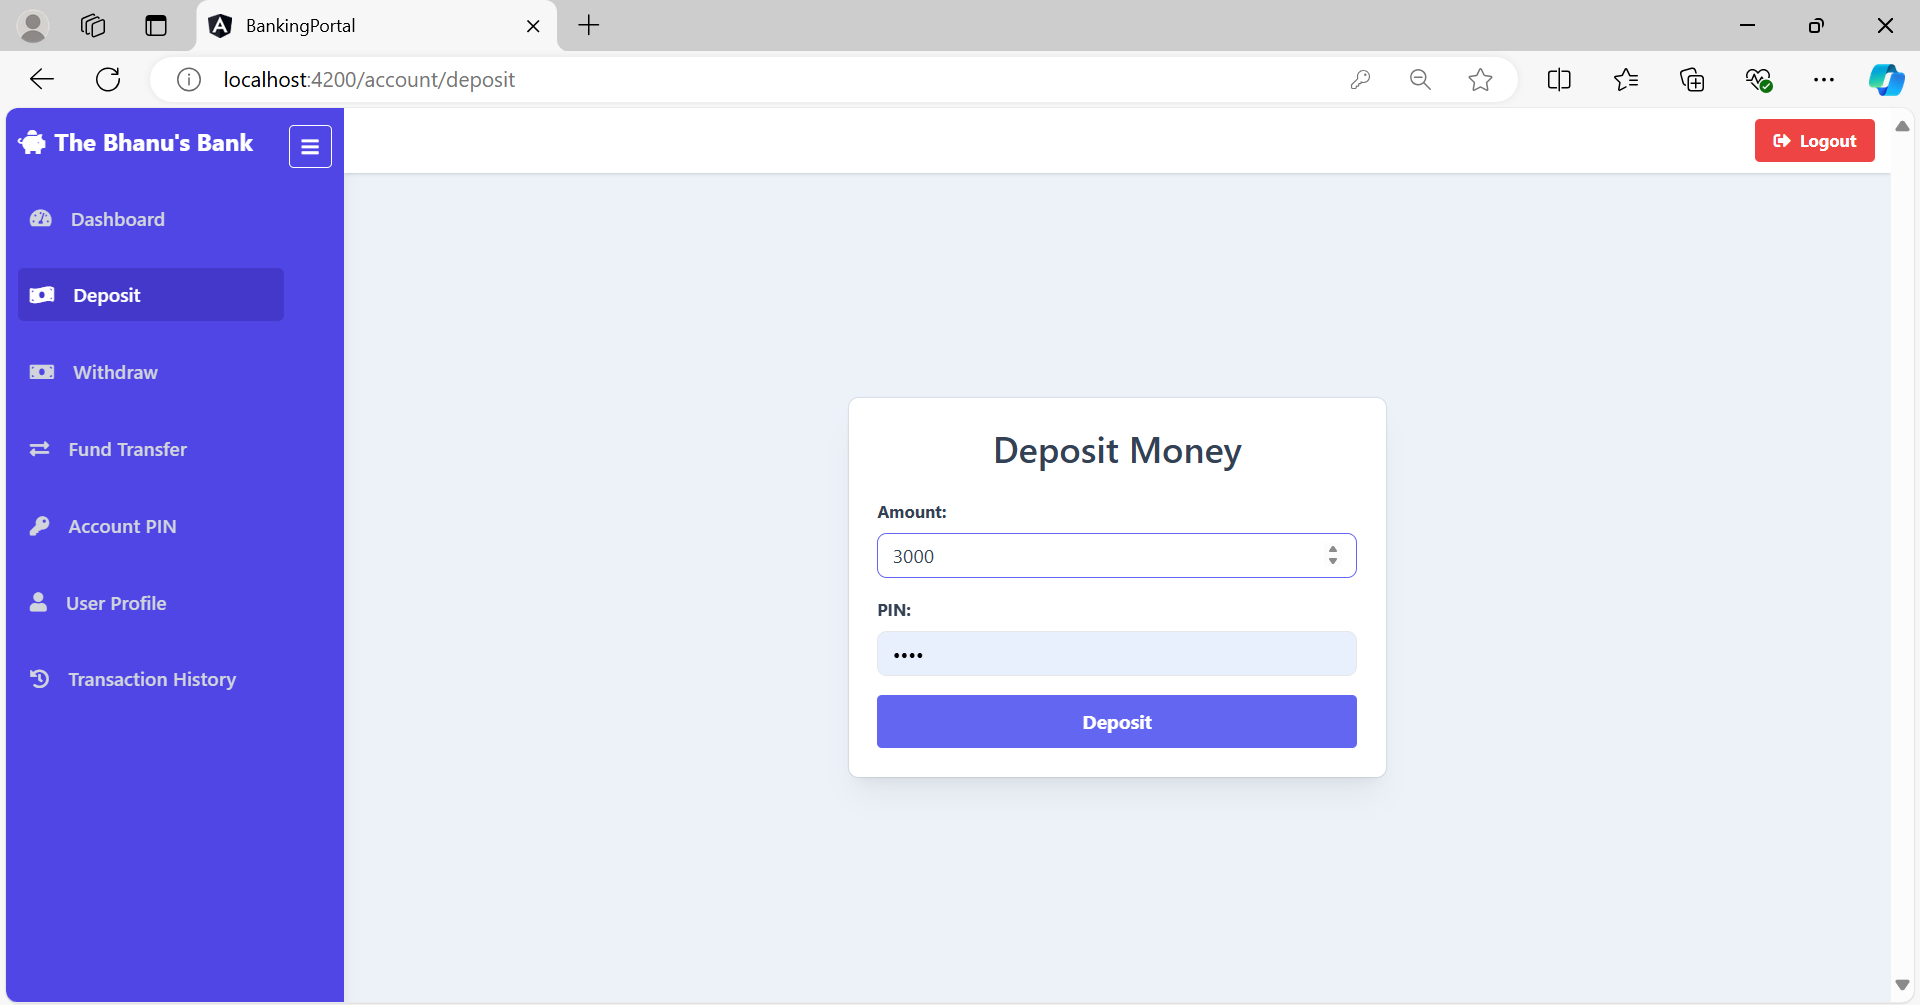 BankingPortal
localhost:4200/account/deposit
The Bhanu's Bank
Logout
Dashboard
Deposit
Withdraw
Fund Transfer
Account PIN
User Profile
Transaction History
Deposit Money
Amount:
3000
PIN:
••••
Deposit